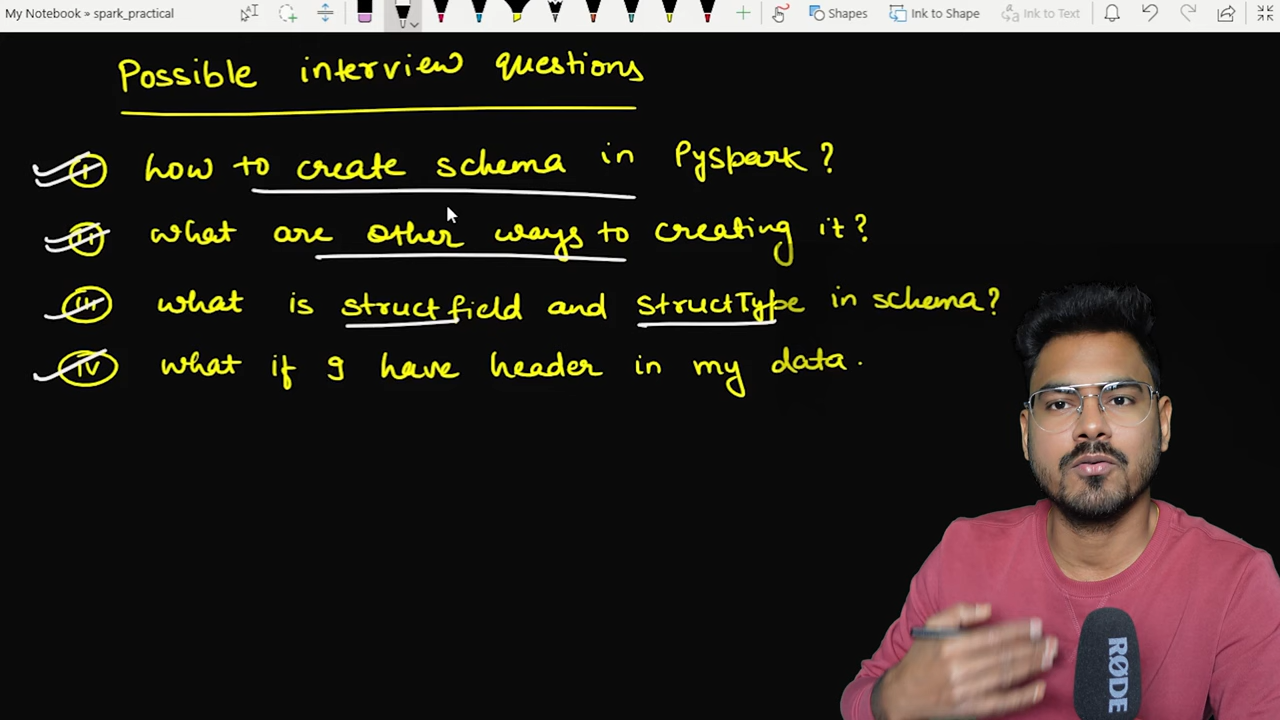 My Notebook » spark_practical
Shapes
Ink to Shape
Ink to Text
Possible interview questions
i how to create schema in Pyspark?
ii what are other ways to creating it?
iii what is structfield and structType in schema?
iv what if I have header in my data.
RØDE